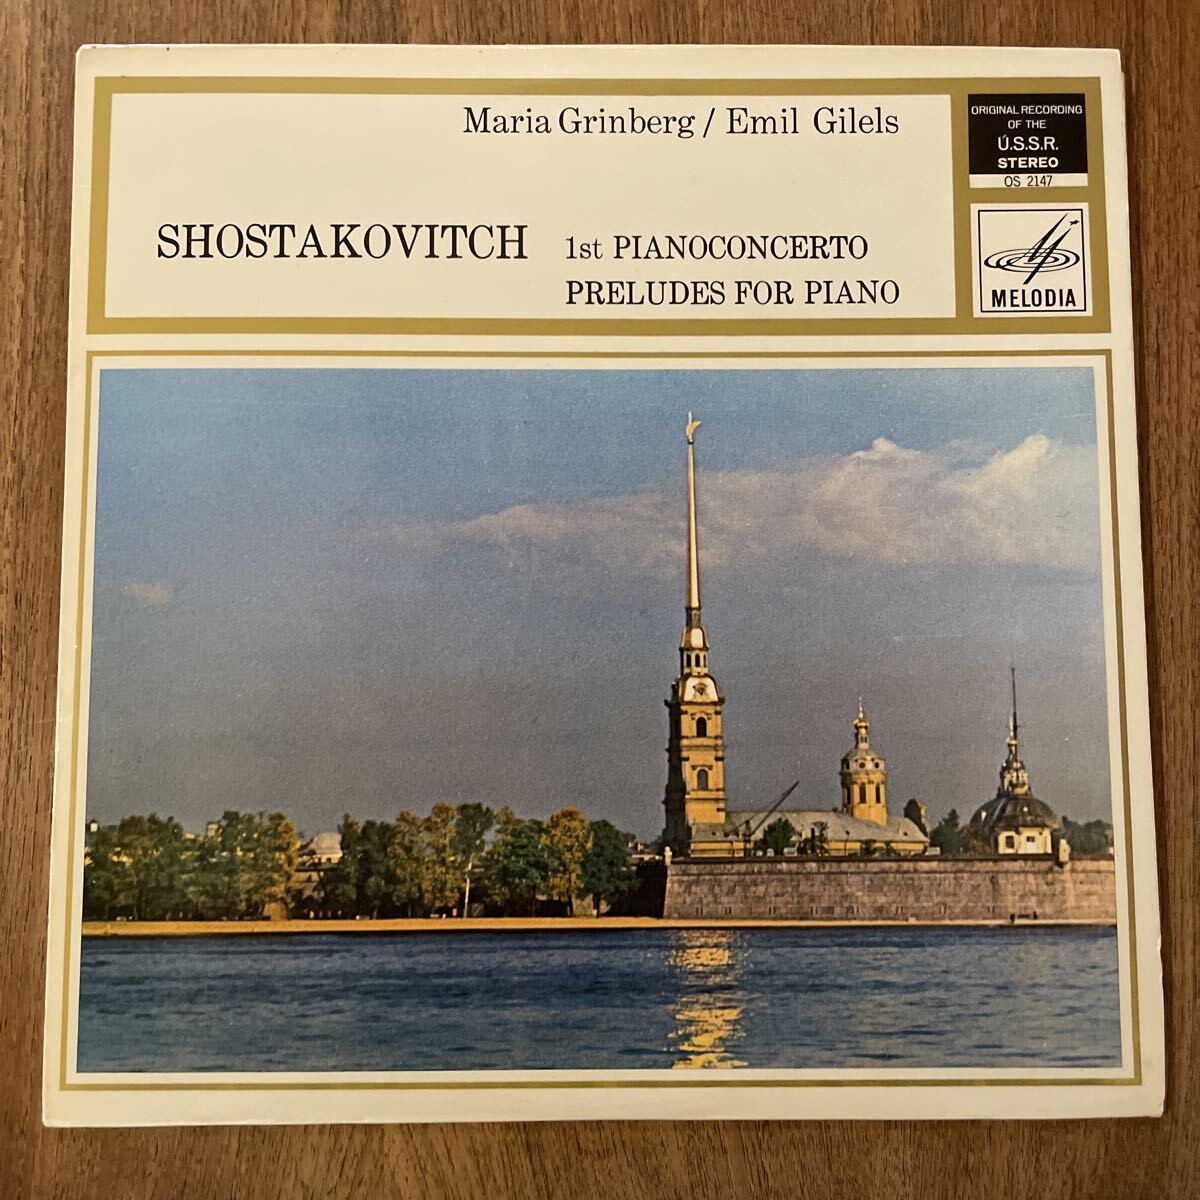 Maria Grinberg / Emil Gilels
SHOSTAKOVITCH 1st PIANOCONCERTO
PRELUDES FOR PIANO
ORIGINAL RECORDING
OF THE
Ú.S.S.R.
STEREO
OS 2147
MELODIA